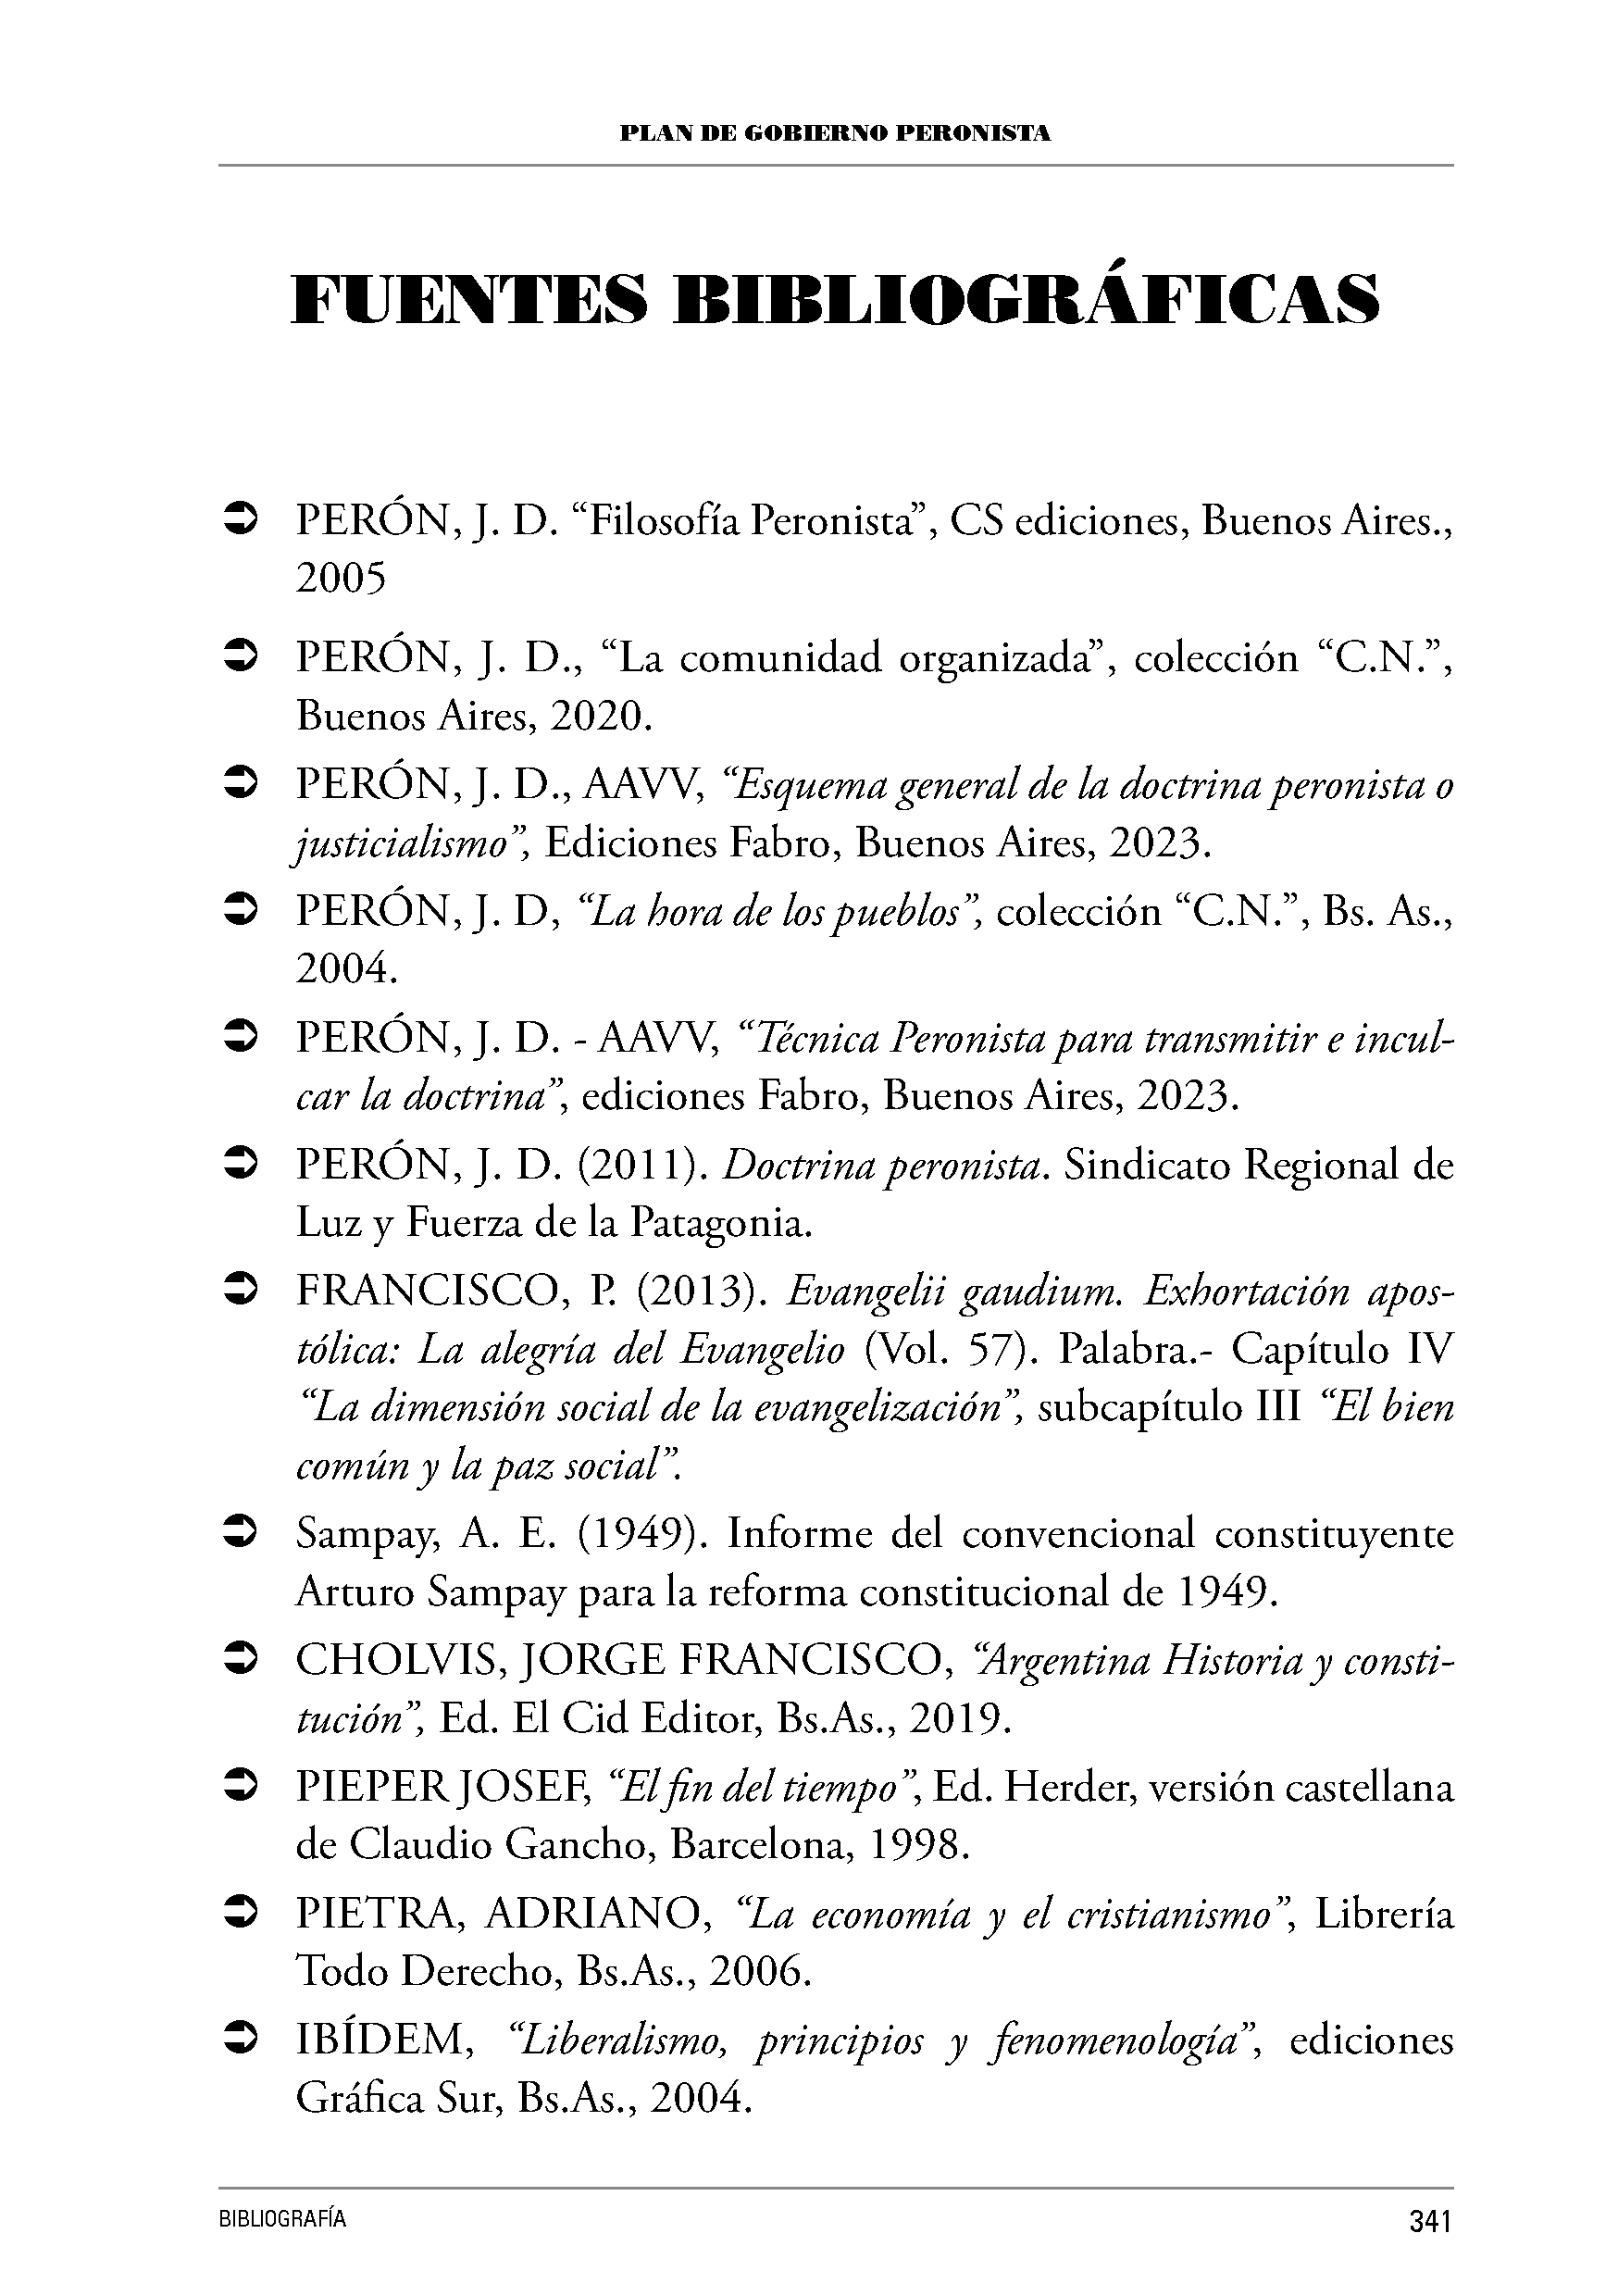 PLAN DE GOBIERNO PERONISTA
FUENTES BIBLIOGRÁFICAS
➲ PERÓN, J. D. “Filosofía Peronista”, CS ediciones, Buenos Aires.,
2005
➲ PERÓN, J. D., “La comunidad organizada”, colección “C.N.”,
Buenos Aires, 2020.
➲ PERÓN, J. D., AAVV, “Esquema general de la doctrina peronista o
justicialismo”, Ediciones Fabro, Buenos Aires, 2023.
➲ PERÓN, J. D, “La hora de los pueblos”, colección “C.N.”, Bs. As.,
2004.
➲ PERÓN, J. D. - AAVV, “Técnica Peronista para transmitir e incul-
car la doctrina”, ediciones Fabro, Buenos Aires, 2023.
➲ PERÓN, J. D. (2011). Doctrina peronista. Sindicato Regional de
Luz y Fuerza de la Patagonia.
➲ FRANCISCO, P. (2013). Evangelii gaudium. Exhortación apos-
tólica: La alegría del Evangelio (Vol. 57). Palabra.- Capítulo IV
“La dimensión social de la evangelización”, subcapítulo III “El bien
común y la paz social”.
➲ Sampay, A. E. (1949). Informe del convencional constituyente
Arturo Sampay para la reforma constitucional de 1949.
➲ CHOLVIS, JORGE FRANCISCO, “Argentina Historia y consti-
tución”, Ed. El Cid Editor, Bs.As., 2019.
➲ PIEPER JOSEF, “El fin del tiempo”, Ed. Herder, versión castellana
de Claudio Gancho, Barcelona, 1998.
➲ PIETRA, ADRIANO, “La economía y el cristianismo”, Librería
Todo Derecho, Bs.As., 2006.
➲ IBÍDEM, “Liberalismo, principios y fenomenología”, ediciones
Gráfica Sur, Bs.As., 2004.
BIBLIOGRAFÍA 341